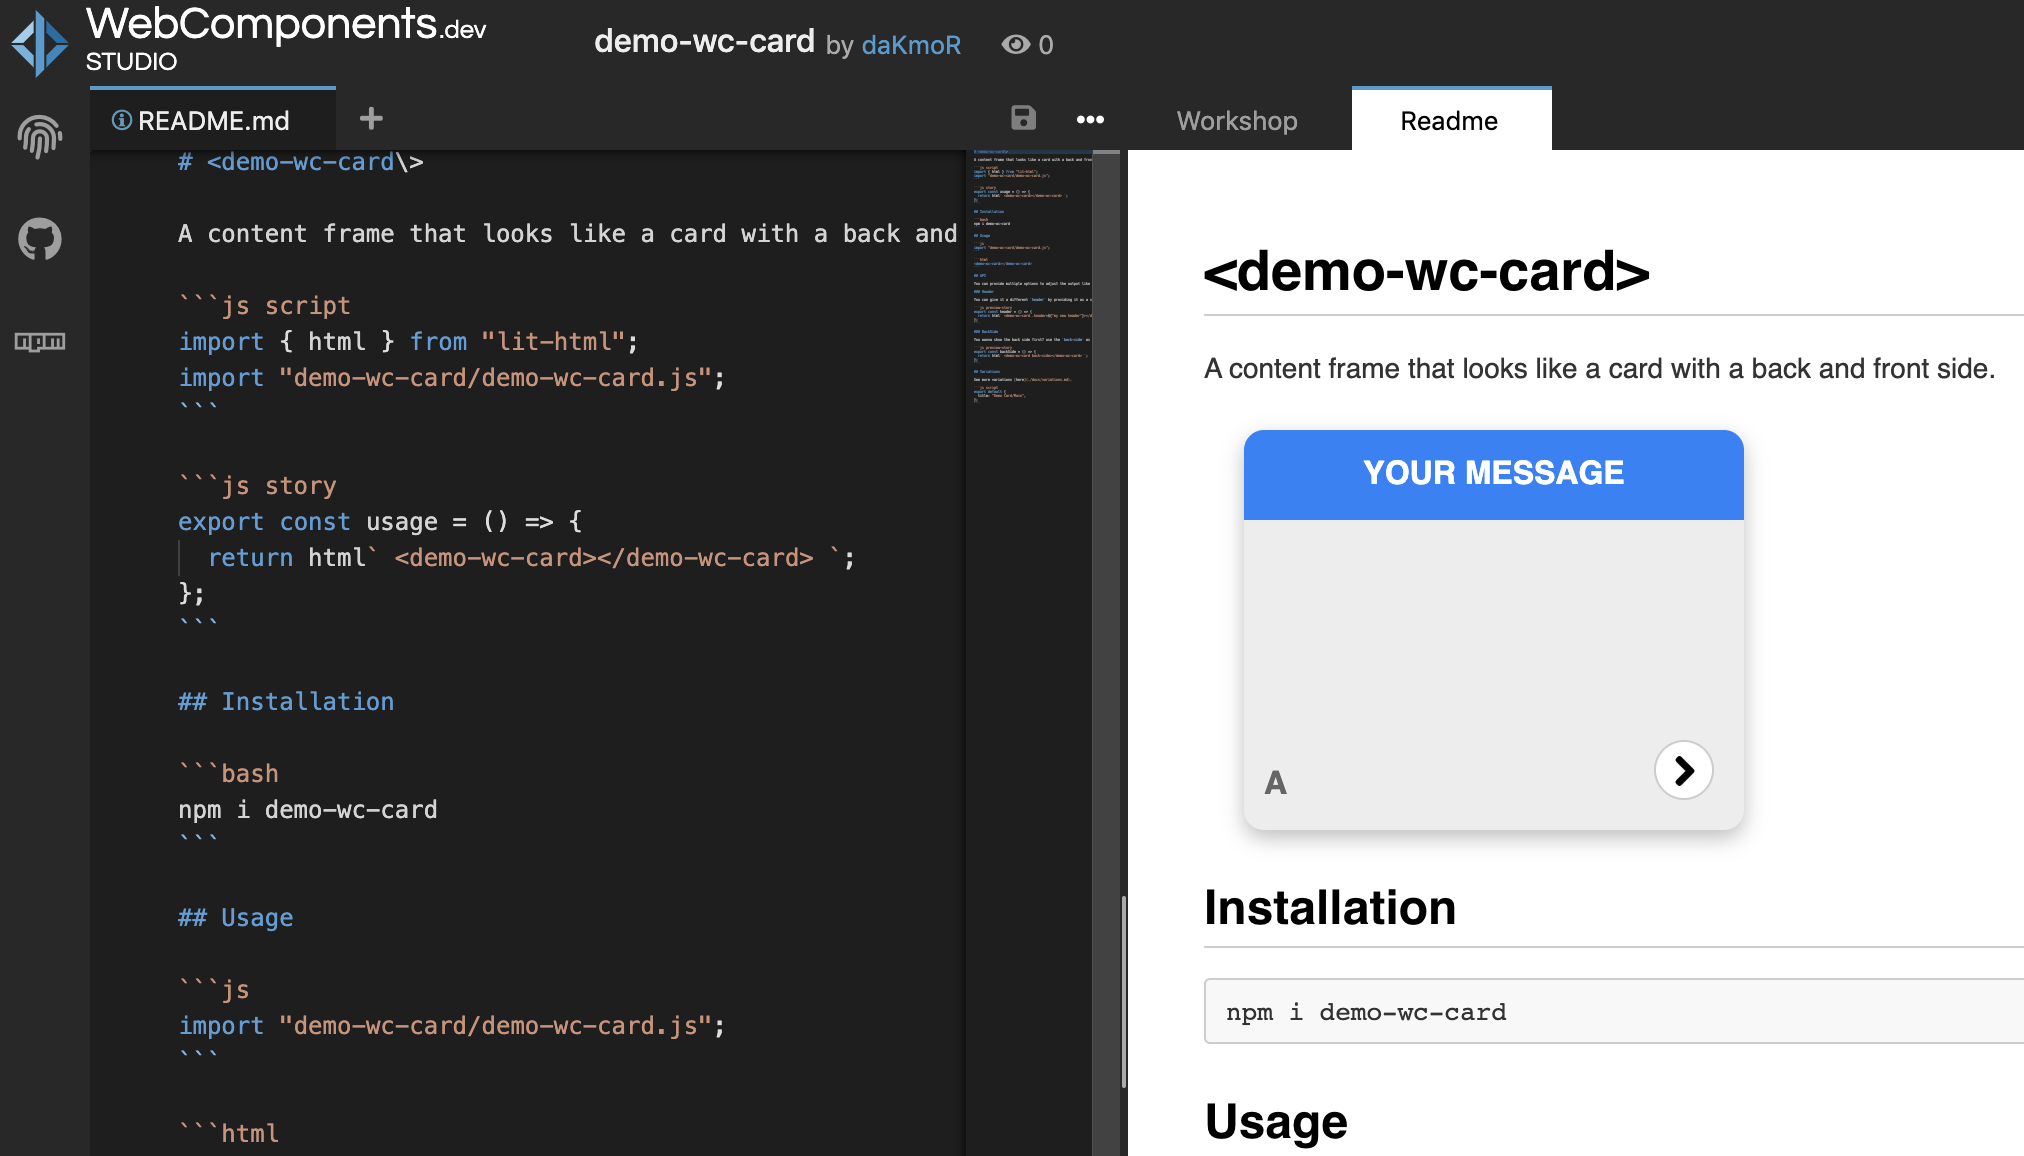 WebComponents.dev
STUDIO
demo-wc-card by daKmoR 0
README.md
Workshop
Readme
# <demo-wc-card\>
A content frame that looks like a card with a back and
```js script
import { html } from "lit-html";
import "demo-wc-card/demo-wc-card.js";
```
```js story
export const usage = () => {
return html` <demo-wc-card></demo-wc-card> `;
};
```
## Installation
```bash
npm i demo-wc-card
```
## Usage
```js
import "demo-wc-card/demo-wc-card.js";
```
```html
<demo-wc-card>
A content frame that looks like a card with a back and front side.
YOUR MESSAGE
A
Installation
npm i demo-wc-card
Usage